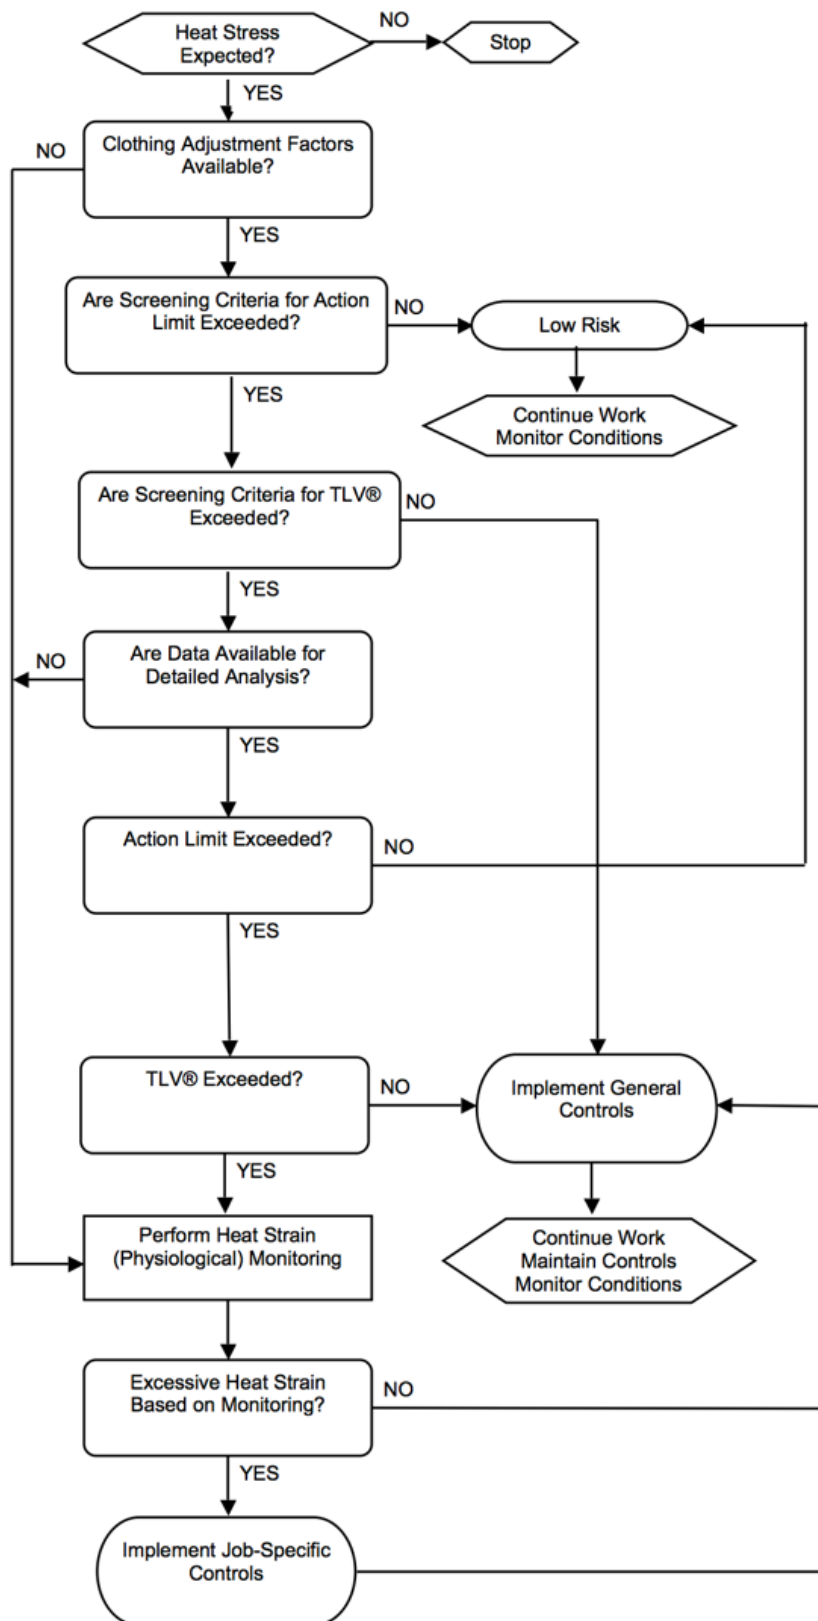 Heat Stress
Expected?
NO
Stop
YES
NO
Clothing Adjustment Factors
Available?
YES
Are Screening Criteria for Action
Limit Exceeded?
NO
Low Risk
YES
Continue Work
Monitor Conditions
Are Screening Criteria for TLV®
Exceeded?
NO
YES
NO
Are Data Available for
Detailed Analysis?
YES
Action Limit Exceeded?
NO
YES
TLV® Exceeded?
NO
Implement General
Controls
YES
Perform Heat Strain
(Physiological) Monitoring
Continue Work
Maintain Controls
Monitor Conditions
Excessive Heat Strain
Based on Monitoring?
NO
YES
Implement Job-Specific
Controls